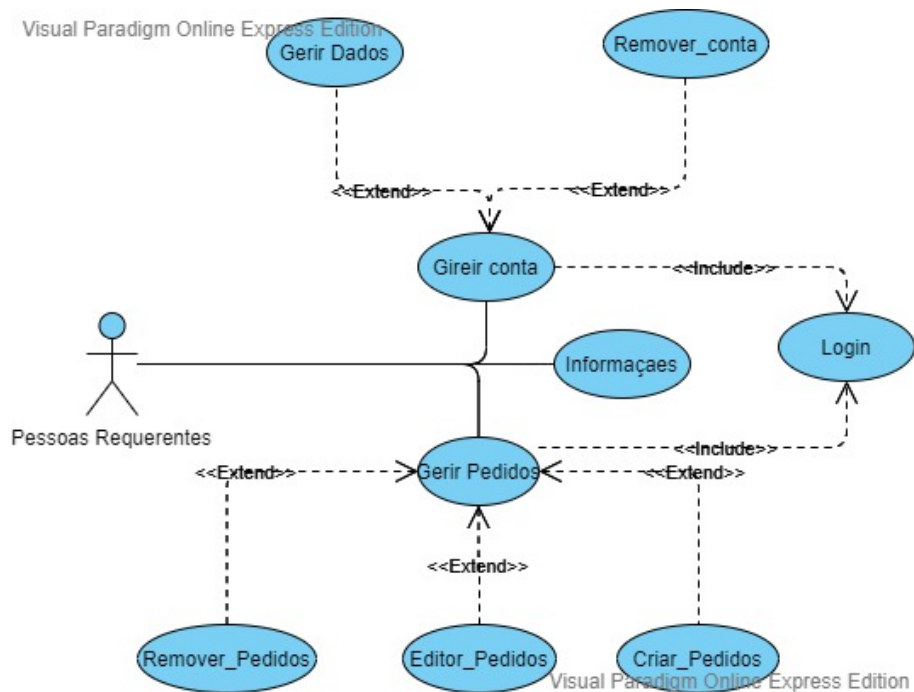 Visual Paradigm Online Express Edition
Gerir Dados
Remover_conta
<<Extend>>
<<Extend>>
Gireir conta
<<Include>>
Informaçaes
Login
Pessoas Requerentes
<<Include>>
<<Extend>>
Gerir Pedidos
<<Extend>>
<<Extend>>
Remover_Pedidos
Editor_Pedidos
Criar_Pedidos
Visual Paradigm Online Express Edition